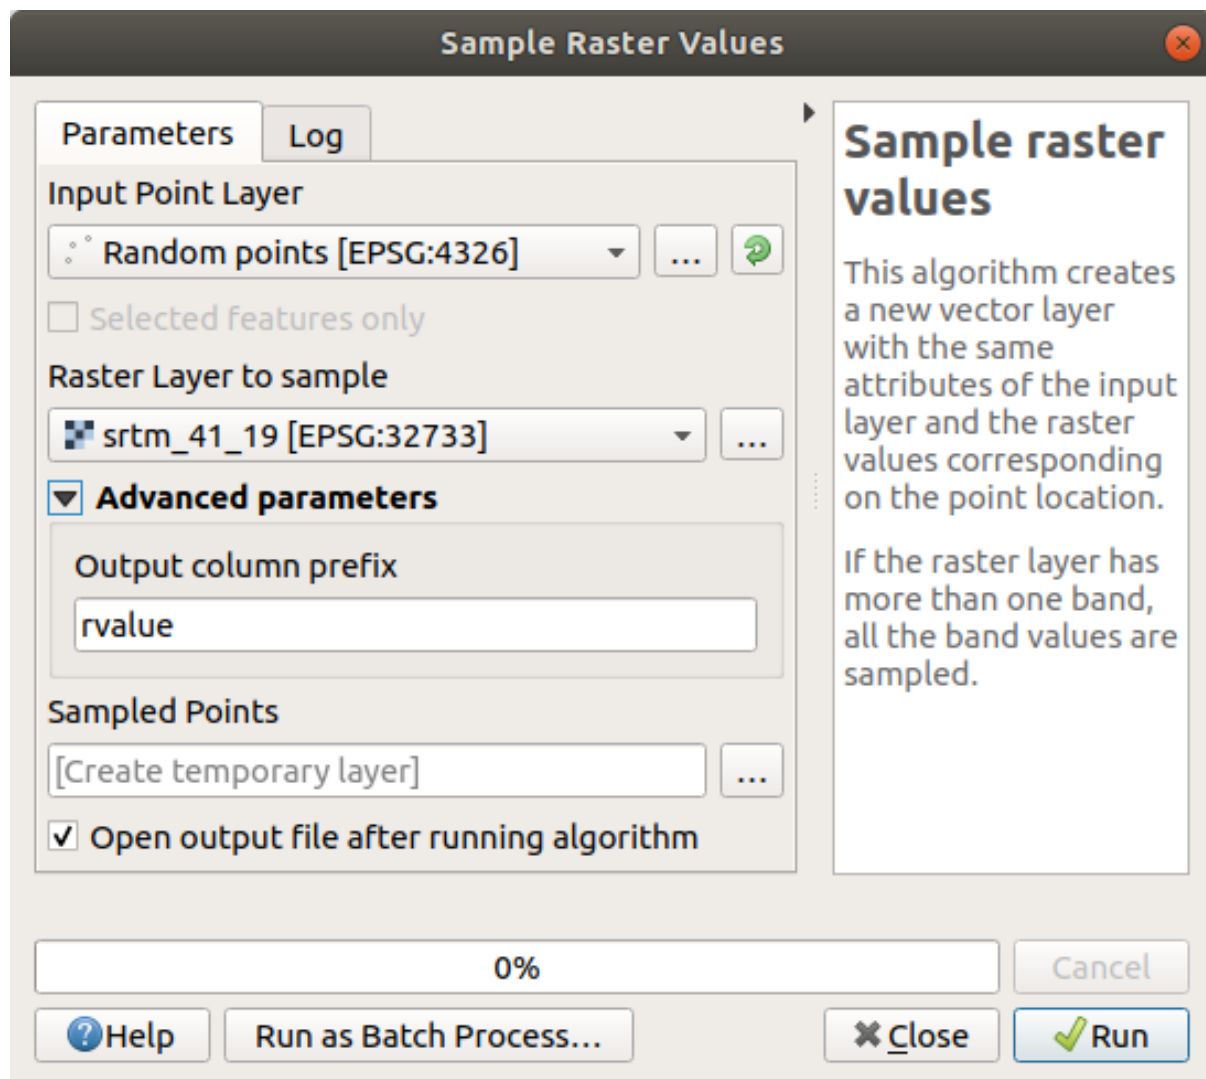 Sample Raster Values
Parameters
Log
Input Point Layer
Random points [EPSG:4326]
...
Selected features only
Raster Layer to sample
srtm_41_19 [EPSG:32733]
...
Advanced parameters
Output column prefix
rvalue
Sampled Points
[Create temporary layer]
...
Open output file after running algorithm
Sample raster
values
This algorithm creates
a new vector layer
with the same
attributes of the input
layer and the raster
values corresponding
on the point location.
If the raster layer has
more than one band,
all the band values are
sampled.
0%
Cancel
Help
Run as Batch Process...
Close
Run